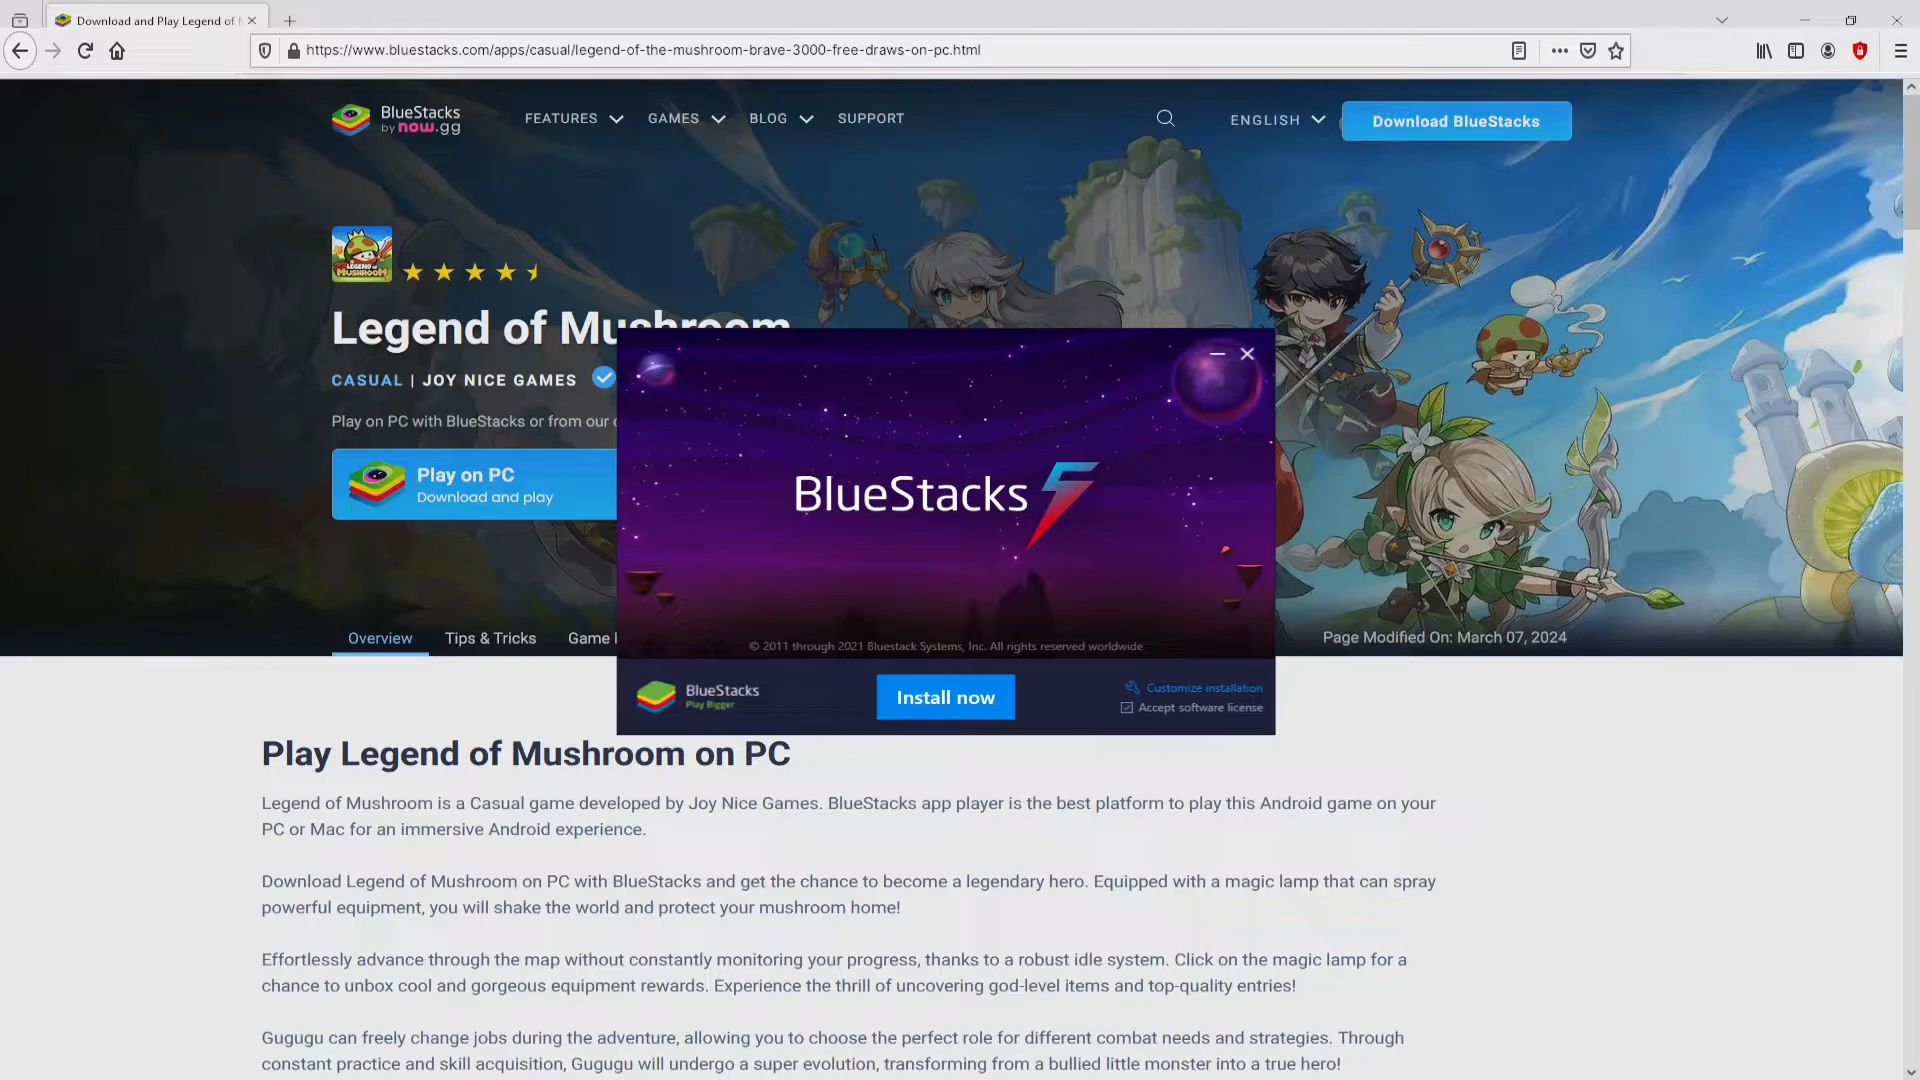 Download and Play Legend of
https://www.bluestacks.com/apps/casual/legend-of-the-mushroom-brave-3000-free-draws-on-pc.html
BlueStacks
by now.gg
FEATURES
GAMES
BLOG
SUPPORT
ENGLISH
Download BlueStacks
LEGEND OF
MUSHROOM
Legend of Mushroom
CASUAL | JOY NICE GAMES
Play on PC with BlueStacks or from our
Play on PC
Download and play
BlueStacks 5
© 2011 through 2021 Bluestack Systems, Inc. All rights reserved worldwide
BlueStacks
Play Bigger
Install now
Customize installation
Accept software license
Overview
Tips & Tricks
Game
Page Modified On: March 07, 2024
Play Legend of Mushroom on PC
Legend of Mushroom is a Casual game developed by Joy Nice Games. BlueStacks app player is the best platform to play this Android game on your
PC or Mac for an immersive Android experience.
Download Legend of Mushroom on PC with BlueStacks and get the chance to become a legendary hero. Equipped with a magic lamp that can spray
powerful equipment, you will shake the world and protect your mushroom home!
Effortlessly advance through the map without constantly monitoring your progress, thanks to a robust idle system. Click on the magic lamp for a
chance to unbox cool and gorgeous equipment rewards. Experience the thrill of uncovering god-level items and top-quality entries!
Gugugu can freely change jobs during the adventure, allowing you to choose the perfect role for different combat needs and strategies. Through
constant practice and skill acquisition, Gugugu will undergo a super evolution, transforming from a bullied little monster into a true hero!